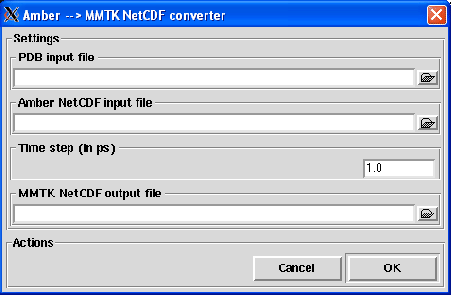 Amber --> MMTK NetCDF converter
Settings
PDB input file
Amber NetCDF input file
Time step (in ps)
1.0
MMTK NetCDF output file
Actions
Cancel OK